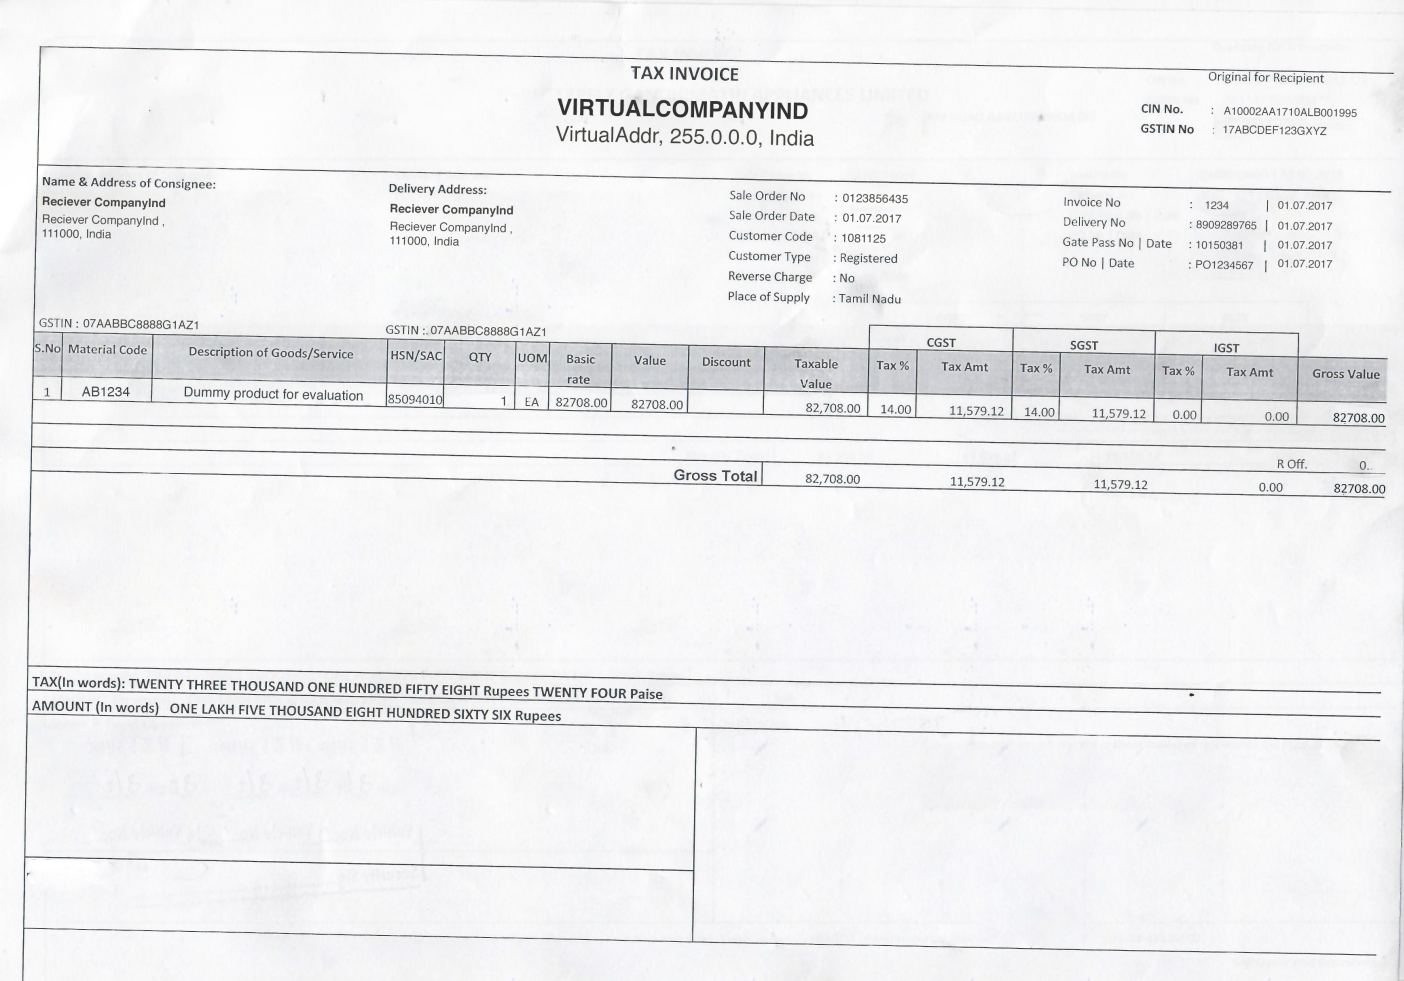 TAX INVOICE
Original for Recipient
VIRTUALCOMPANYIND
VirtualAddr, 255.0.0.0, India
CIN No. : A10002AA1710ALB001995
GSTIN No : 17ABCDEF123GXYZ
Name & Address of Consignee:
Reciever CompanyInd
Reciever CompanyInd ,
111000, India
GSTIN : 07AABBC8888G1AZ1
Delivery Address:
Reciever CompanyInd
Reciever CompanyInd ,
111000, India
GSTIN :. 07AABBC8888G1AZ1
Sale Order No : 0123856435
Sale Order Date : 01.07.2017
Customer Code : 1081125
Customer Type : Registered
Reverse Charge : No
Place of Supply : Tamil Nadu
Invoice No : 1234 | 01.07.2017
Delivery No : 8909289765 | 01.07.2017
Gate Pass No | Date : 10150381 | 01.07.2017
PO No | Date : PO1234567 | 01.07.2017
CGST SGST IGST
S.No Material Code Description of Goods/Service HSN/SAC QTY UOM Basic rate Value Discount Taxable Value Tax % Tax Amt Tax % Tax Amt Tax % Tax Amt Gross Value
1 AB1234 Dummy product for evaluation 85094010 1 EA 82708.00 82708.00 82,708.00 14.00 11,579.12 14.00 11,579.12 0.00 0.00 82708.00
R Off. 0..
Gross Total 82,708.00 11,579.12 11,579.12 0.00 82708.00
TAX(In words): TWENTY THREE THOUSAND ONE HUNDRED FIFTY EIGHT Rupees TWENTY FOUR Paise
AMOUNT (In words) ONE LAKH FIVE THOUSAND EIGHT HUNDRED SIXTY SIX Rupees